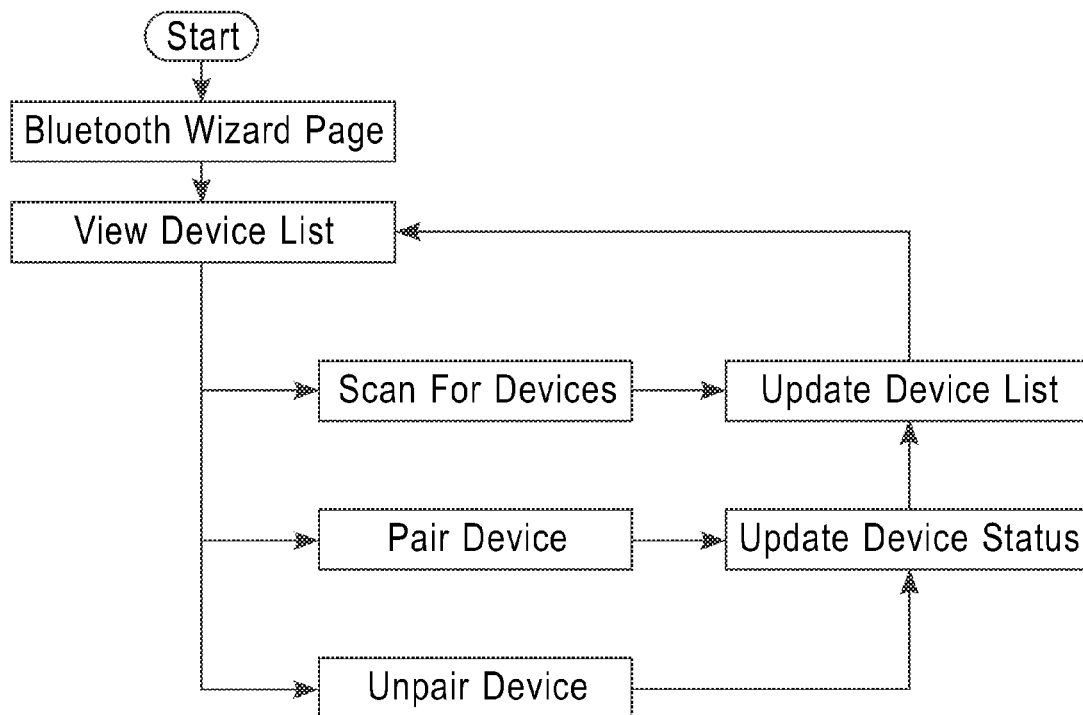 Start
Bluetooth Wizard Page
View Device List
Scan For Devices
Update Device List
Pair Device
Update Device Status
Unpair Device